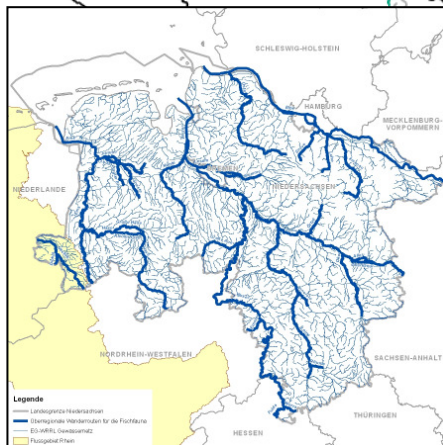 SCHLESWIG-HOLSTEIN
HAMBURG
MECKLENBURG-
VORPOMMERN
BREMEN
NIEDERLANDE
NIEDERSACHSEN
NORDRHEIN-WESTFALEN
SACHSEN-ANHALT
THÜRINGEN
HESSEN
Legende
Landesgrenze Niedersachsen
Überregionale Wanderrouten für die Fischfauna
EG-WRRL Gewässernetz
Flussgebiet Rhein